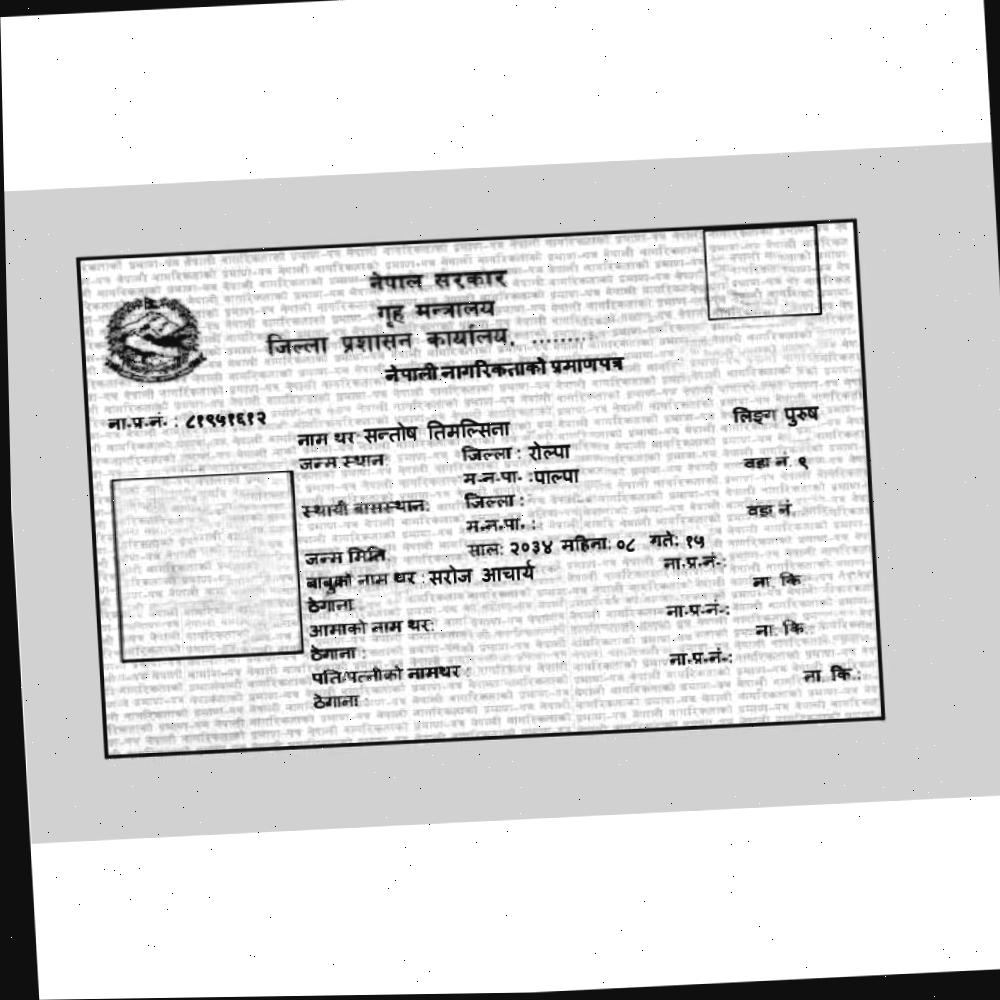 नेपाल सरकार
गृह मन्त्रालय
जिल्ला प्रशासन कार्यालय, ........
नेपाली नागरिकताको प्रमाणपत्र
ना.प्र.नं. : ८१९५१६१२
लिङ्ग पुरुष
नाम थर सन्तोष तिमल्सिना
जन्म स्थान जिल्ला : रोल्पा
म.न.पा. :पाल्पा वडा नं. ९
स्थायी बासस्थान: जिल्ला :
म.न.पा. : वडा नं.
जन्म मिति साल: २०३४ महिना: ०८ गते: १५
बाबुको नाम थर : सरोज आचार्य ना.प्र.नं.:
ठेगाना ना. कि
आमाको नाम थर: ना.प्र.नं.:
ठेगाना : ना. कि :
पति/पत्नीको नामथर : ना.प्र.नं.:
ठेगाना : ना. कि.: